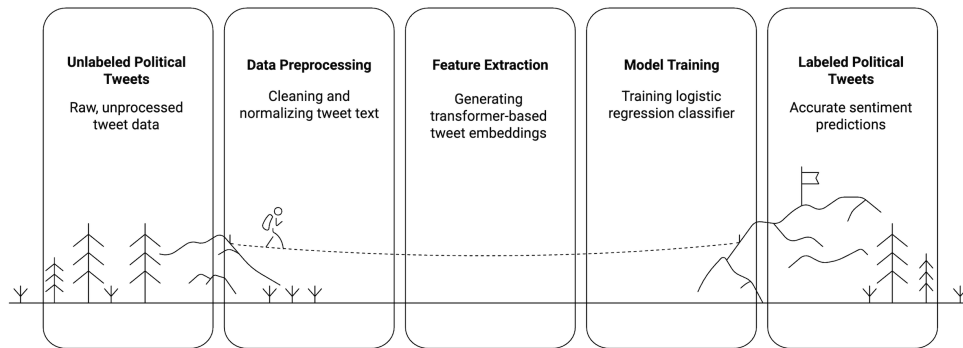 Unlabeled Political
Tweets
Raw, unprocessed
tweet data
Data Preprocessing
Cleaning and
normalizing tweet text
Feature Extraction
Generating
transformer-based
tweet embeddings
Model Training
Training logistic
regression classifier
Labeled Political
Tweets
Accurate sentiment
predictions